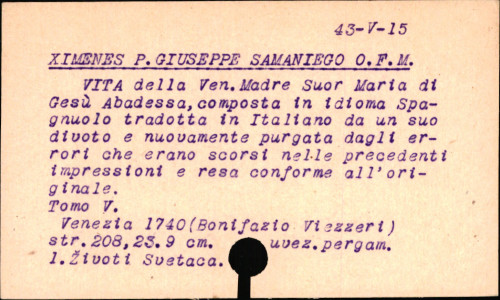 43-V-15
XIMENES P.GIUSEPPE SAMANIEGO O.F.M.
VITA della Ven.Madre Suor Maria di
Gesù Abadessa,composta in idioma Spa-
gnuolo tradotta in Italiano da un suo
divoto e nuovamente purgata dagli er-
rori che erano scorsi nelle precedenti
impressioni e resa conforme all'ori-
ginale.
Tomo V.
Venezia 1740(Bonifazio Viezzeri)
str.208,23.9 cm. uvez.pergam.
1.Životi Svetaca.